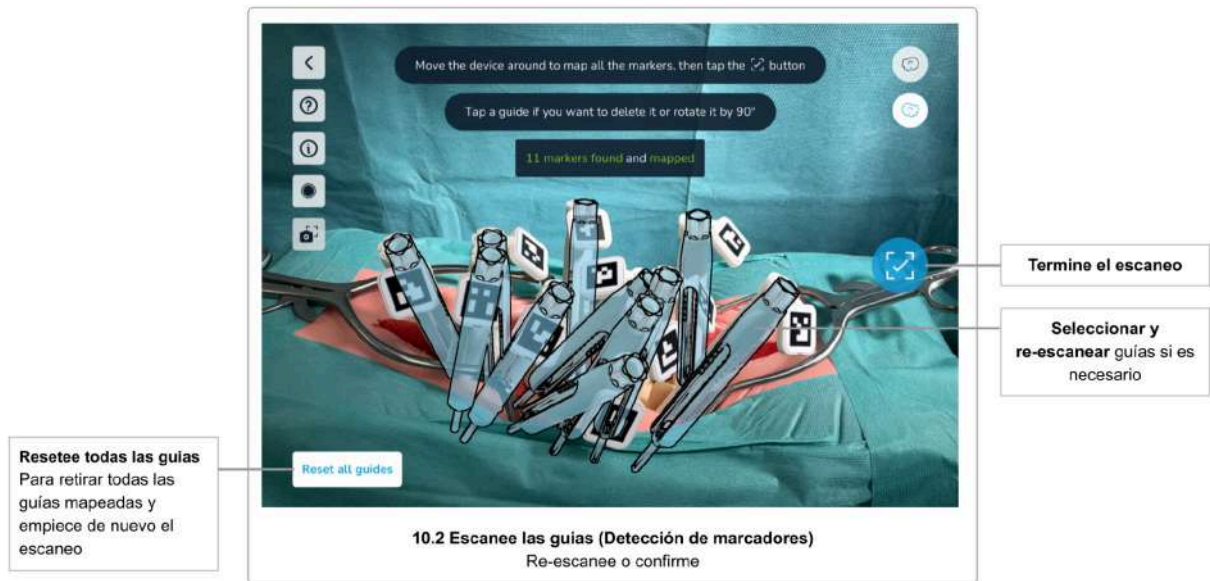 Move the device around to map all the markers, then tap the button
Tap a guide if you want to delete it or rotate it by 90°
11 markers found and mapped
Termine el escaneo
Seleccionar y
re-escanear guías si es
necesario
Resetee todas las guias
Para retirar todas las
guías mapeadas y
empiece de nuevo el
escaneo
Reset all guides
10.2 Escanee las guias (Detección de marcadores)
Re-escanee o confirme